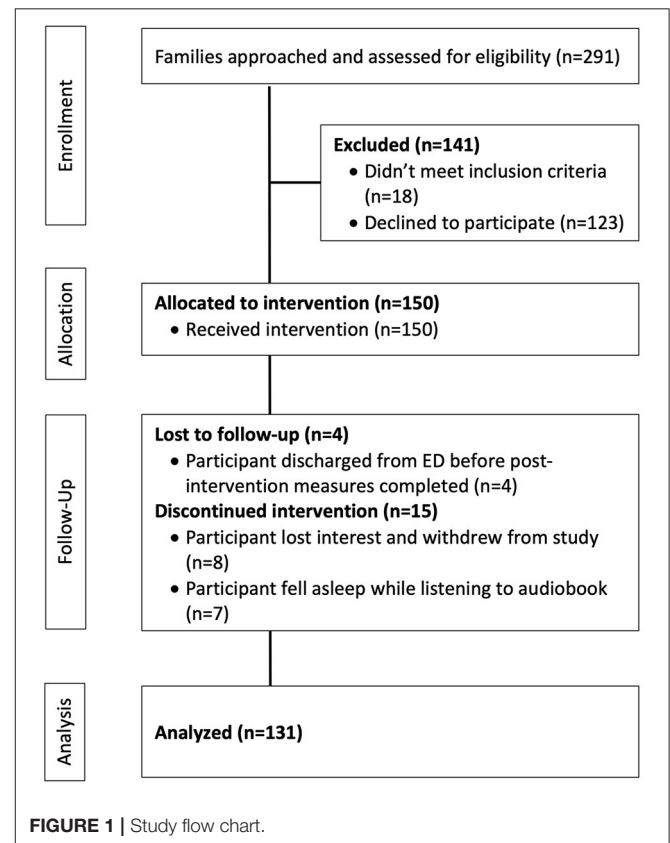 Enrollment
Families approached and assessed for eligibility (n=291)
Excluded (n=141)
• Didn’t meet inclusion criteria
(n=18)
• Declined to participate (n=123)
Allocation
Allocated to intervention (n=150)
• Received intervention (n=150)
Follow-Up
Lost to follow-up (n=4)
• Participant discharged from ED before post-
intervention measures completed (n=4)
Discontinued intervention (n=15)
• Participant lost interest and withdrew from study
(n=8)
• Participant fell asleep while listening to audiobook
(n=7)
Analysis
Analyzed (n=131)
FIGURE 1 | Study flow chart.